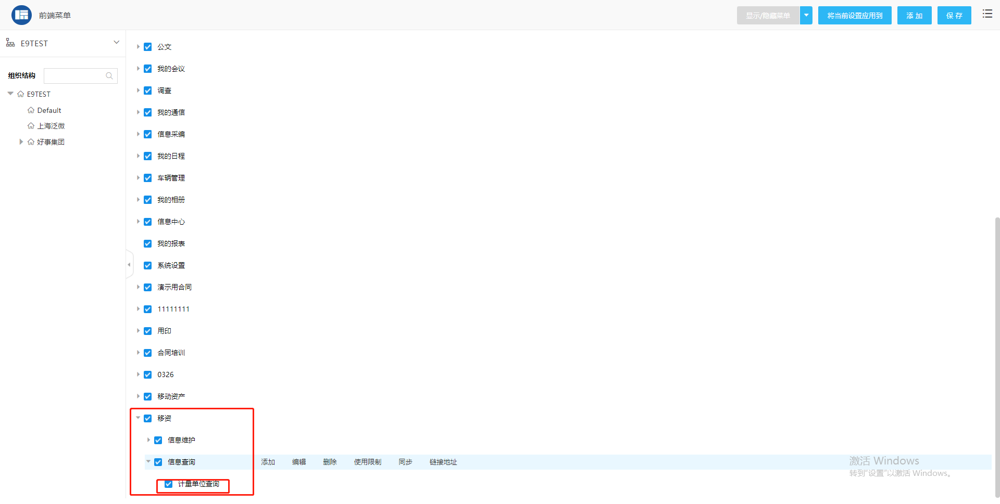 前端菜单
显示/隐藏菜单
将当前设置应用到
添 加
保 存
E9TEST
组织结构
E9TEST
Default
上海泛微
好事集团
公文
我的会议
调查
我的通信
信息采编
我的日程
车辆管理
我的相册
信息中心
我的报表
系统设置
演示用合同
11111111
用印
合同培训
0326
移动资产
移资
信息维护
信息查询 添加 编辑 删除 使用限制 同步 链接地址
计量单位查询
激活 Windows
转到“设置”以激活 Windows。